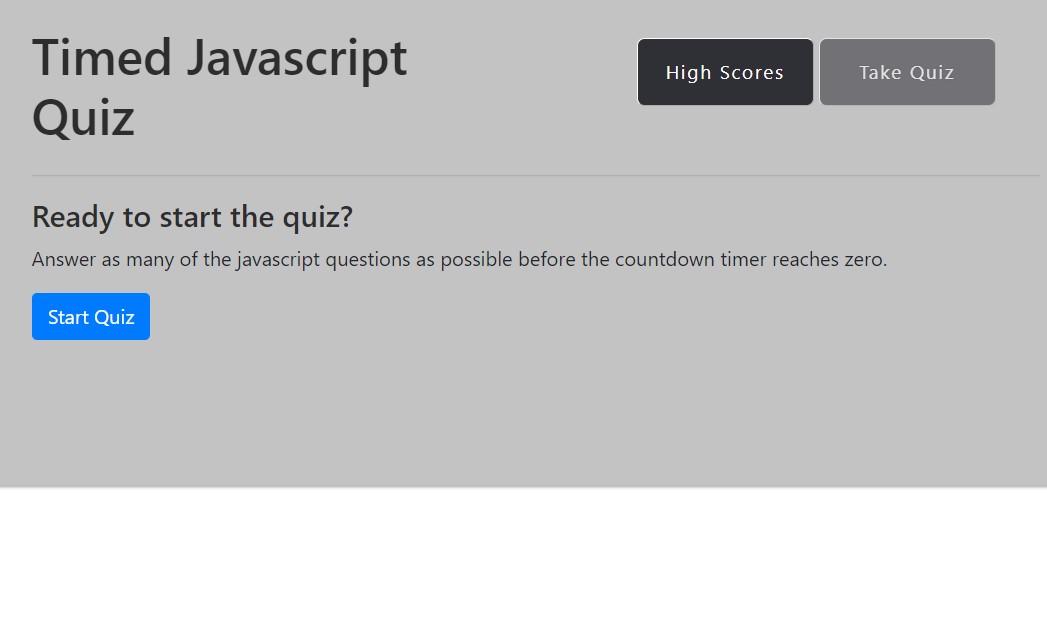 Timed Javascript
Quiz
High Scores
Take Quiz
Ready to start the quiz?
Answer as many of the javascript questions as possible before the countdown timer reaches zero.
Start Quiz